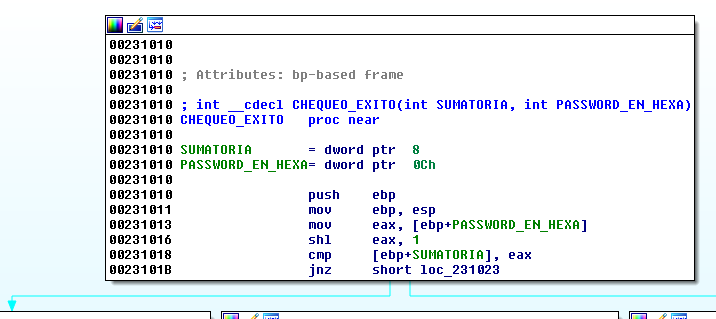 00231010
00231010
00231010 ; Attributes: bp-based frame
00231010
00231010 ; int __cdecl CHEQUEO_EXITO(int SUMATORIA, int PASSWORD_EN_HEXA)
00231010 CHEQUEO_EXITO proc near
00231010
00231010 SUMATORIA = dword ptr 8
00231010 PASSWORD_EN_HEXA= dword ptr 0Ch
00231010
00231010 push ebp
00231011 mov ebp, esp
00231013 mov eax, [ebp+PASSWORD_EN_HEXA]
00231016 shl eax, 1
00231018 cmp [ebp+SUMATORIA], eax
0023101B jnz short loc_231023